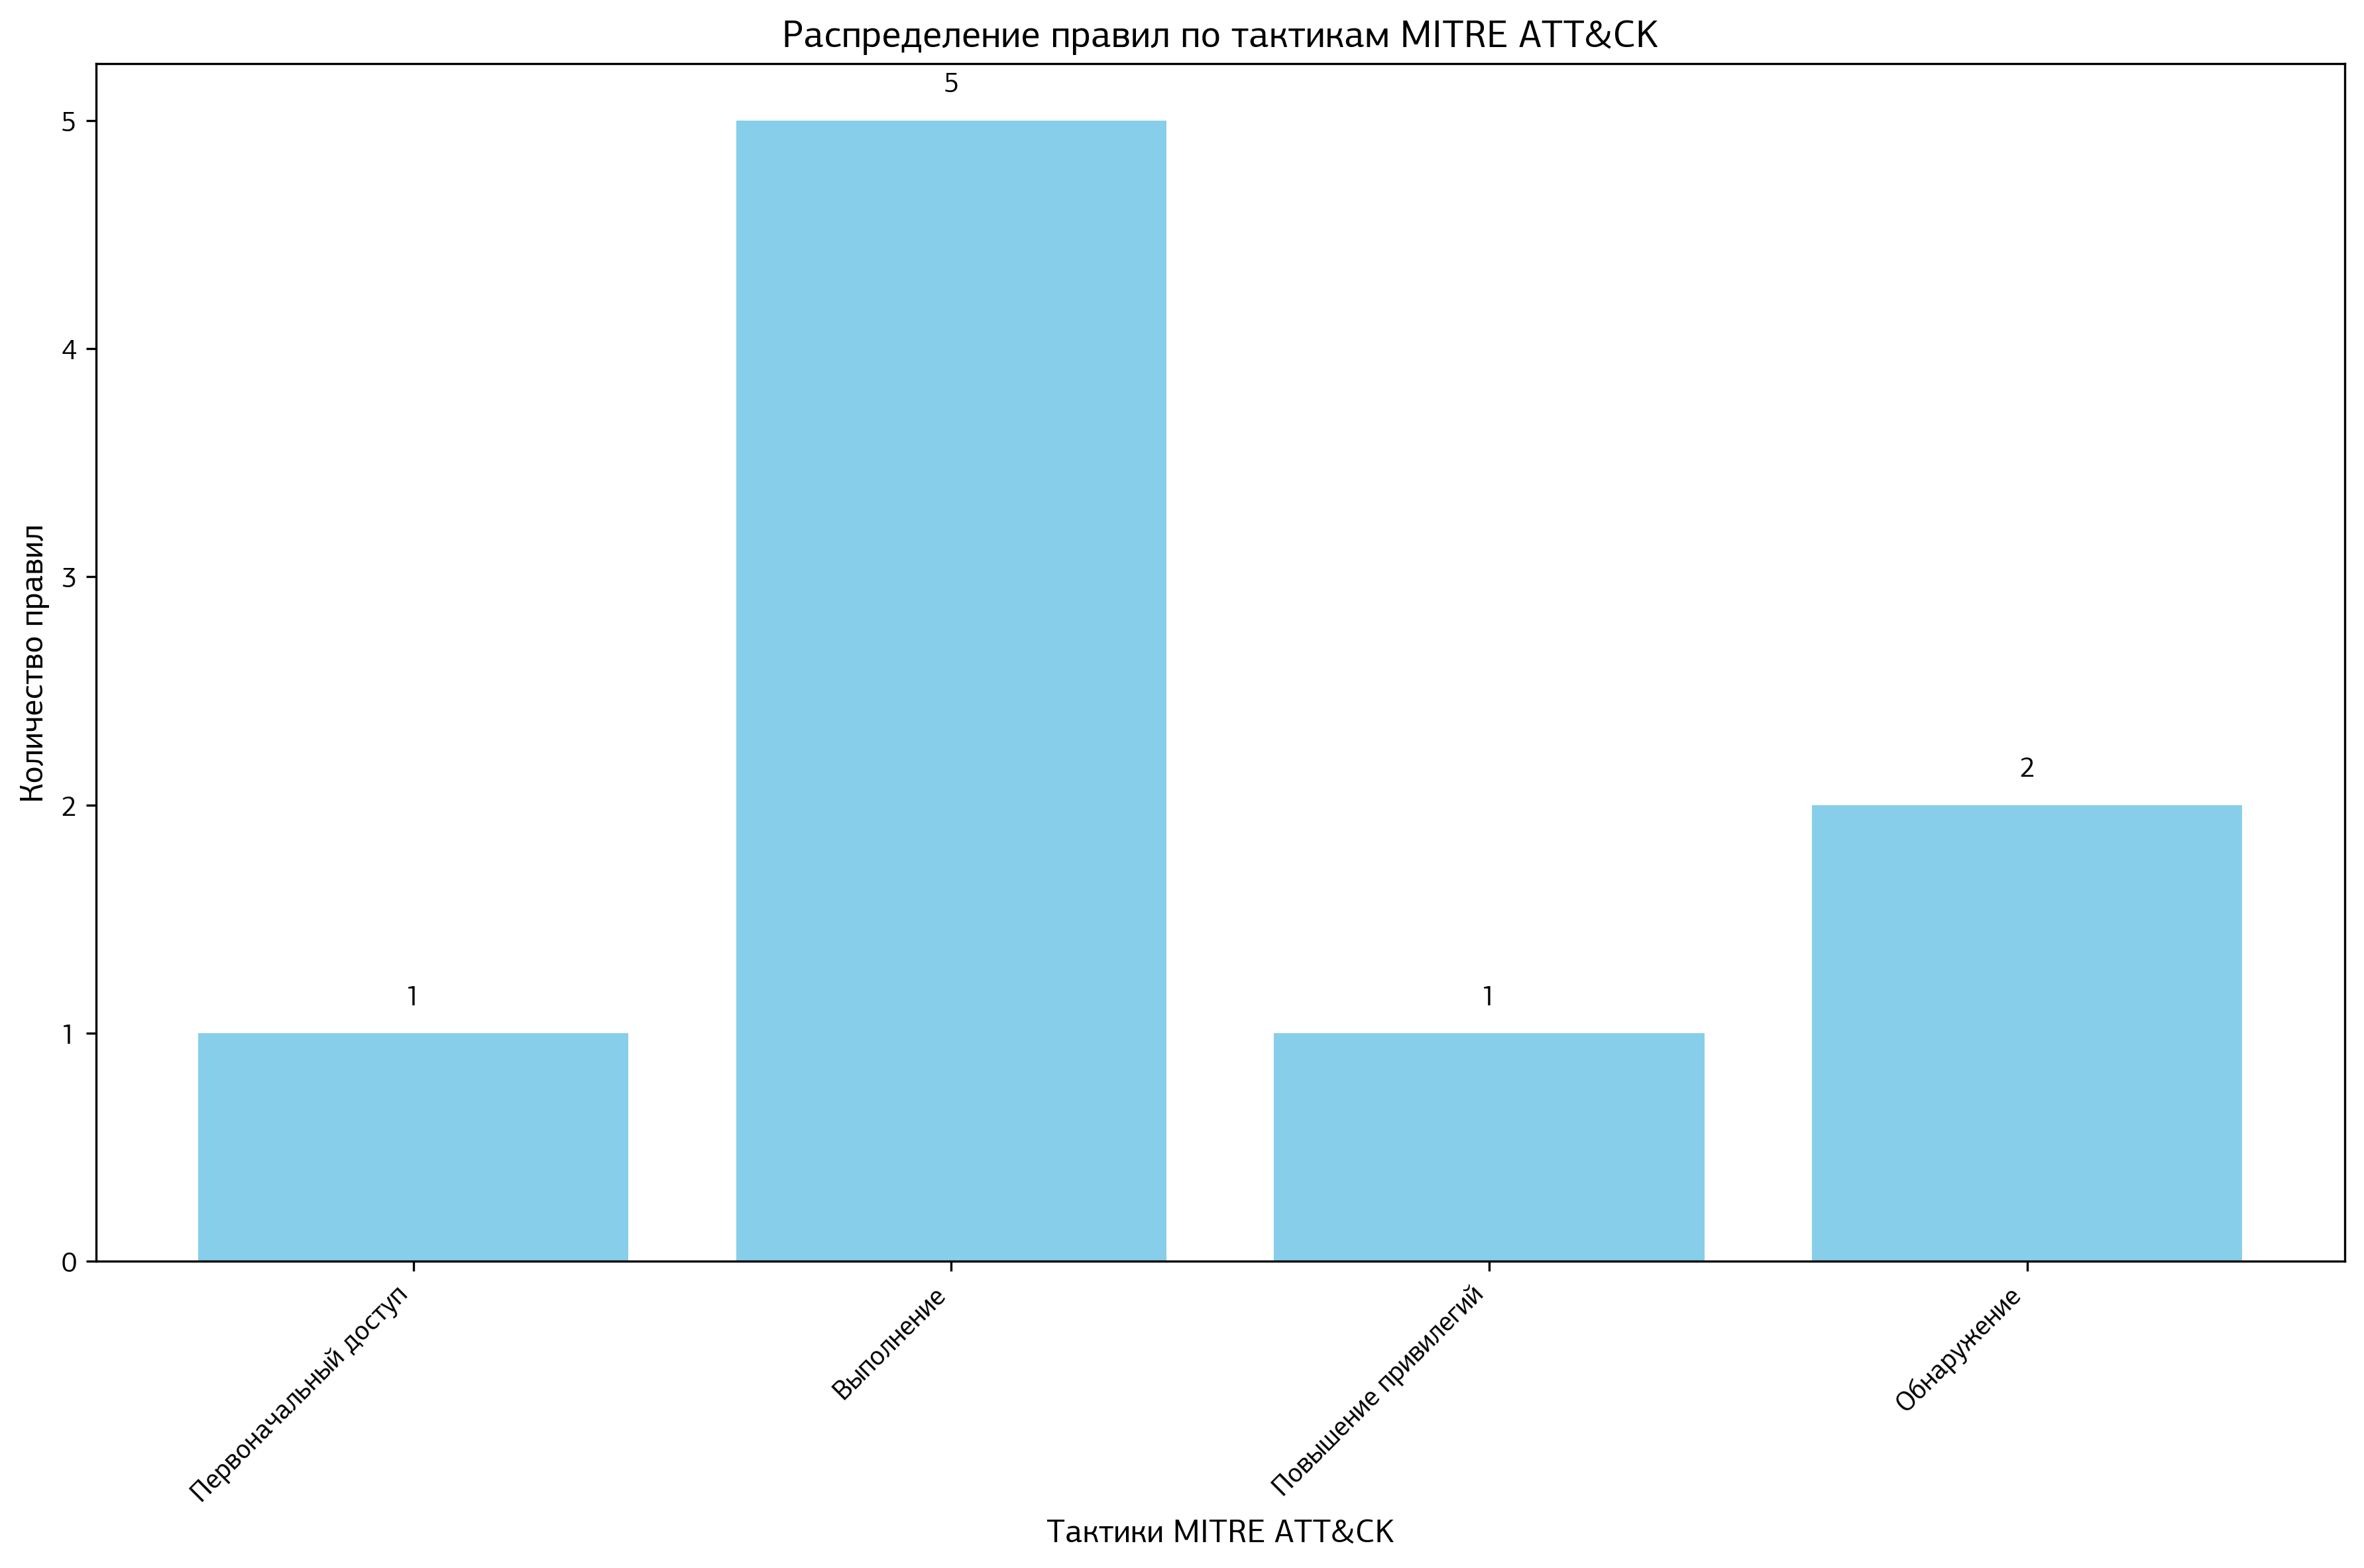 Распределение правил по тактикам MITRE ATT&CK
Количество правил
5
4
3
2
1
0
1
5
1
2
Первоначальный доступ
Выполнение
Повышение привилегий
Обнаружение
Тактики MITRE ATT&CK